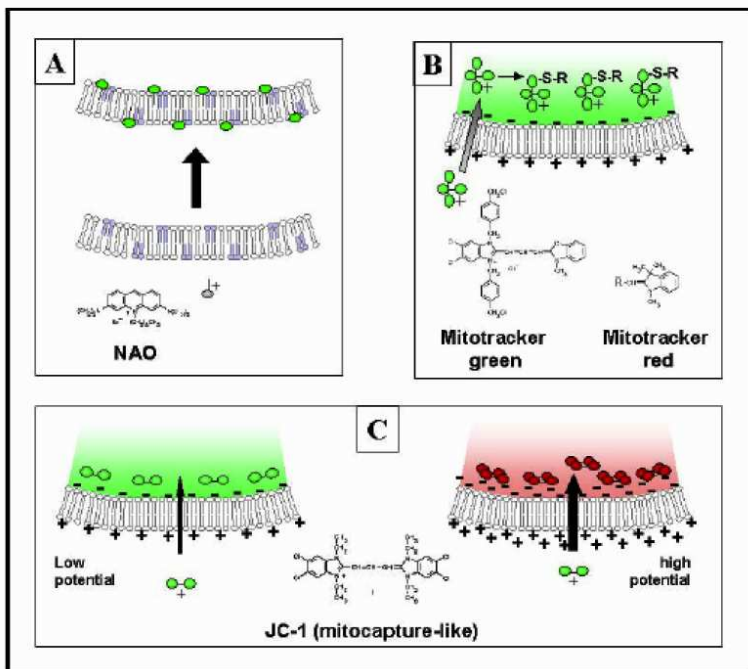 A
NAO
B
-S-R
-S-R
-S-R
Mitotracker
green
Mitotracker
red
C
Low
potential
high
potential
JC-1 (mitocapture-like)